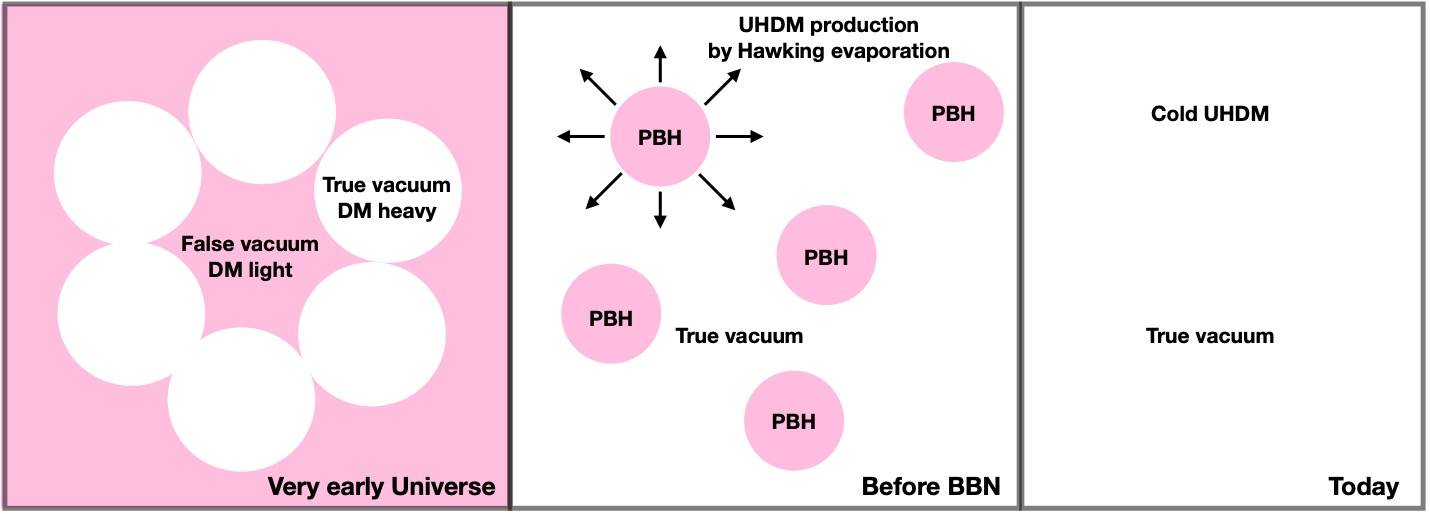 True vacuum
DM heavy
False vacuum
DM light
Very early Universe
UHDM production
by Hawking evaporation
PBH
PBH
PBH
PBH
True vacuum
PBH
Before BBN
Cold UHDM
True vacuum
Today